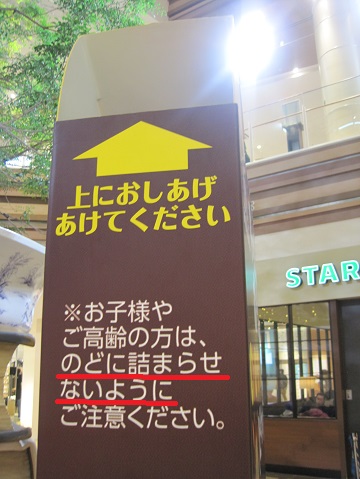 上におしあげ
あけてください
※お子様や
ご高齢の方は、
のどに詰まらせ
ないように
ご注意ください。
STAR